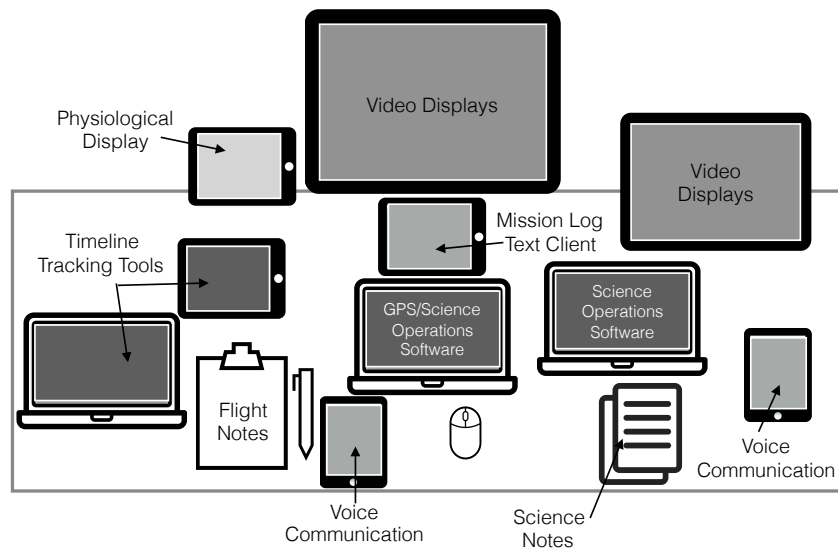 Video Displays
Physiological
Display
Video
Displays
Mission Log
Text Client
Timeline
Tracking Tools
GPS/Science
Operations
Software
Science
Operations
Software
Flight
Notes
Voice
Communication
Voice
Communication
Science
Notes